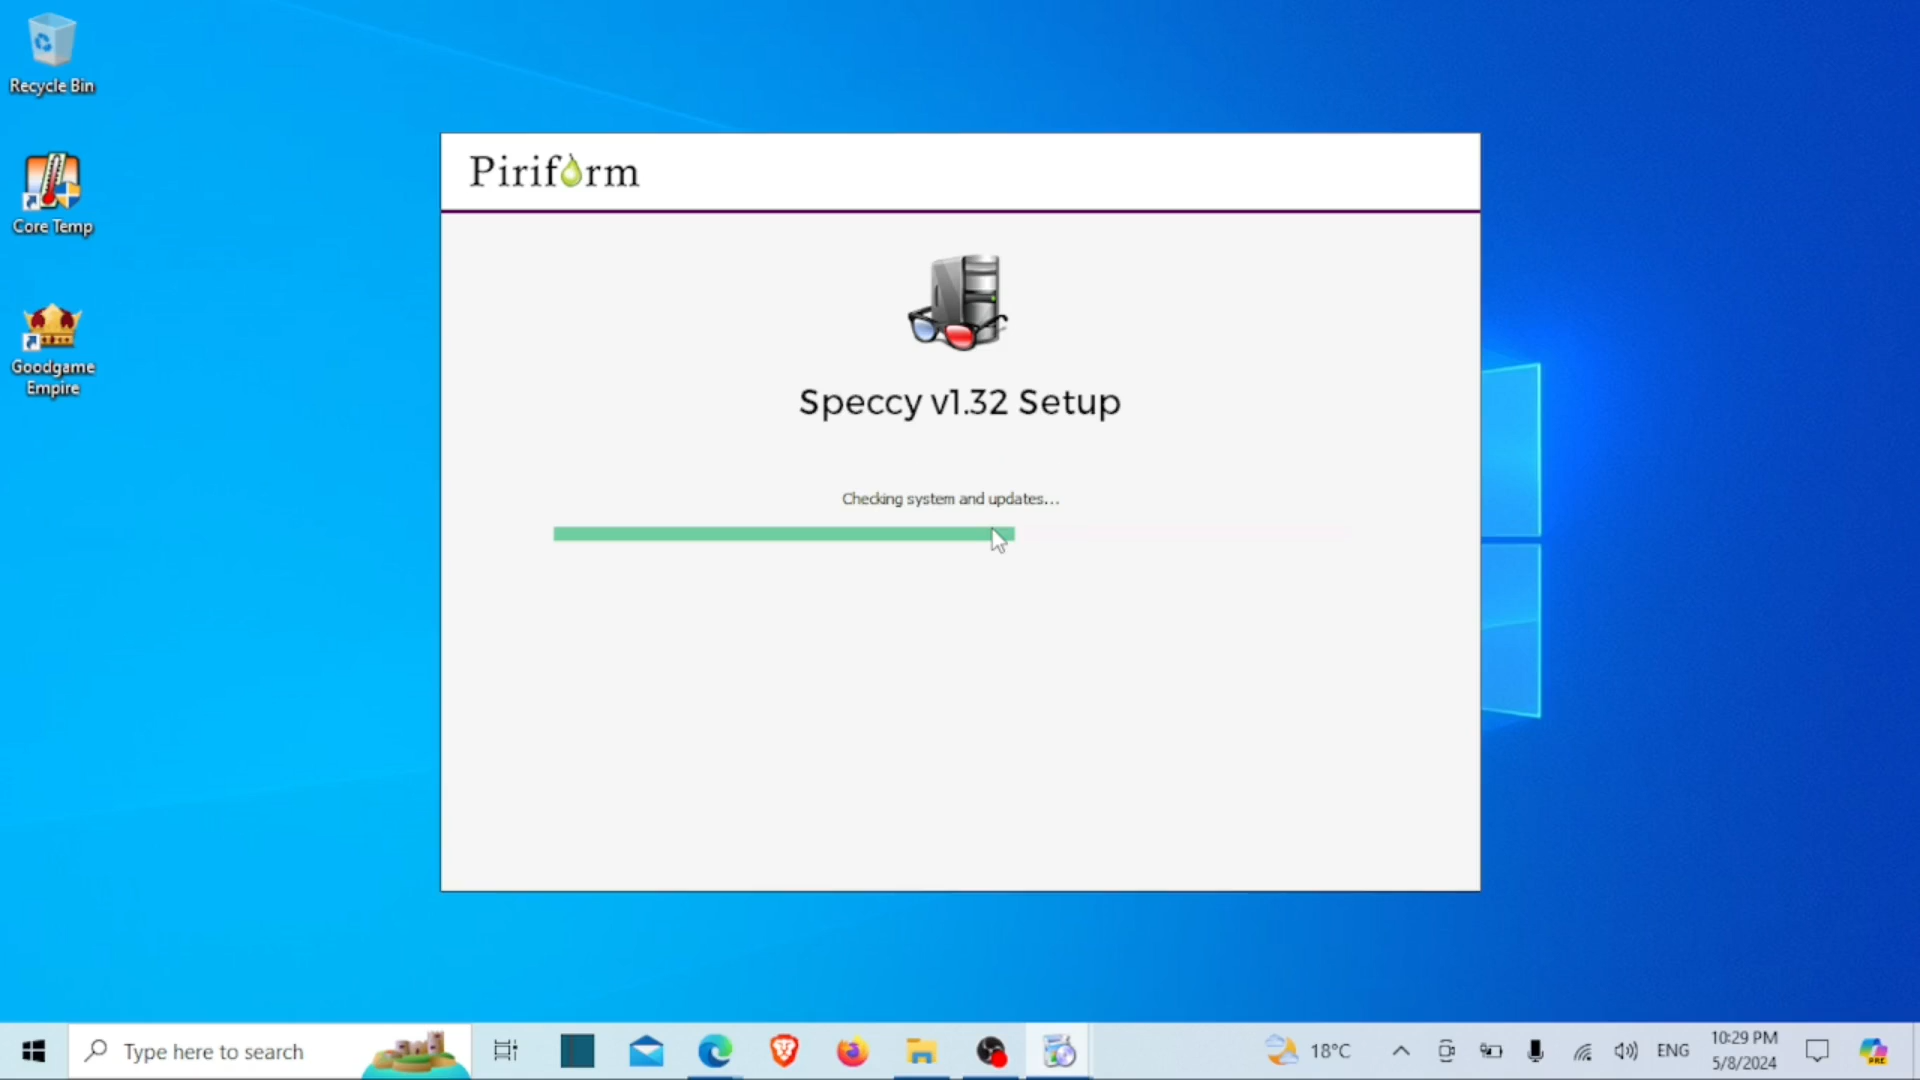 Recycle Bin
Core Temp
Goodgame
Empire
Piriform
Speccy v1.32 Setup
Checking system and updates...
Type here to search
18°C
ENG
10:29 PM
5/8/2024
PRE